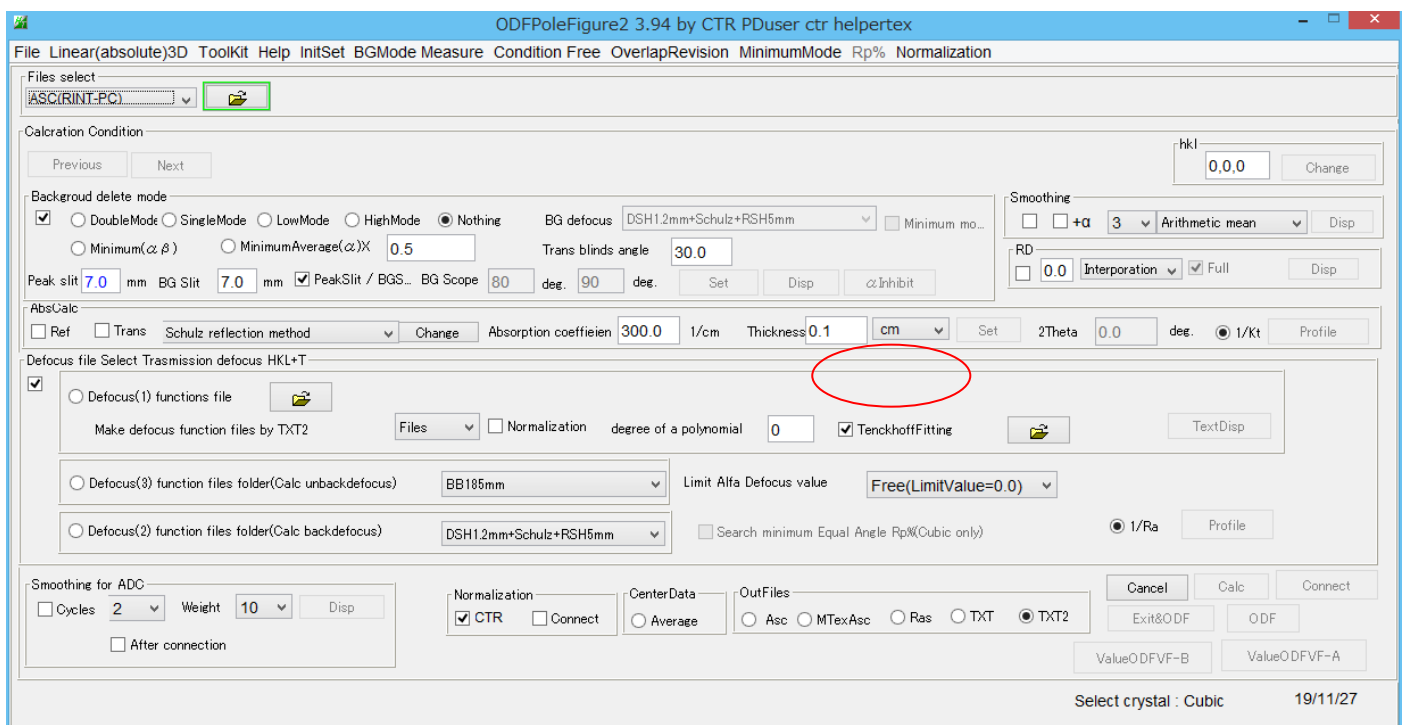 ODFPoleFigure2 3.94 by CTR PDuser ctr helpertex
File Linear(absolute)3D ToolKit Help InitSet BGMode Measure Condition Free OverlapRevision MinimumMode Rp% Normalization
Files select
ASC(RINT-PC)
Calcration Condition
Previous Next
hkl
0,0,0 Change
Backgroud delete mode
DoubleMode SingleMode LowMode HighMode Nothing BG defocus DSH1.2mm+Schulz+RSH5mm Minimum mo...
Minimum(α β) MinimumAverage(α)X 0.5 Trans blinds angle 30.0
Peak slit 7.0 mm BG Slit 7.0 mm PeakSlit / BGS... BG Scope 80 deg. 90 deg. Set Disp αInhibit
Smoothing
+α 3 Arithmetic mean Disp
RD
0.0 Interporation Full Disp
AbsCalc
Ref Trans Schulz reflection method Change Absorption coeffieien 300.0 1/cm Thickness 0.1 cm Set 2Theta 0.0 deg. 1/Kt Profile
Defocus file Select Trasmission defocus HKL+T
Defocus(1) functions file
Make defocus function files by TXT2 Files Normalization degree of a polynomial 0 TenckhoffFitting TextDisp
Defocus(3) function files folder(Calc unbackdefocus) BB185mm Limit Alfa Defocus value Free(LimitValue=0.0)
Defocus(2) function files folder(Calc backdefocus) DSH1.2mm+Schulz+RSH5mm Search minimum Equal Angle Rp%(Cubic only) 1/Ra Profile
Smoothing for ADC
Cycles 2 Weight 10 Disp
After connection
Normalization
CTR Connect
CenterData
Average
OutFiles
Asc MTexAsc Ras TXT TXT2
Cancel Calc Connect
Exit&ODF ODF
ValueODFVF-B ValueODFVF-A
Select crystal : Cubic 19/11/27